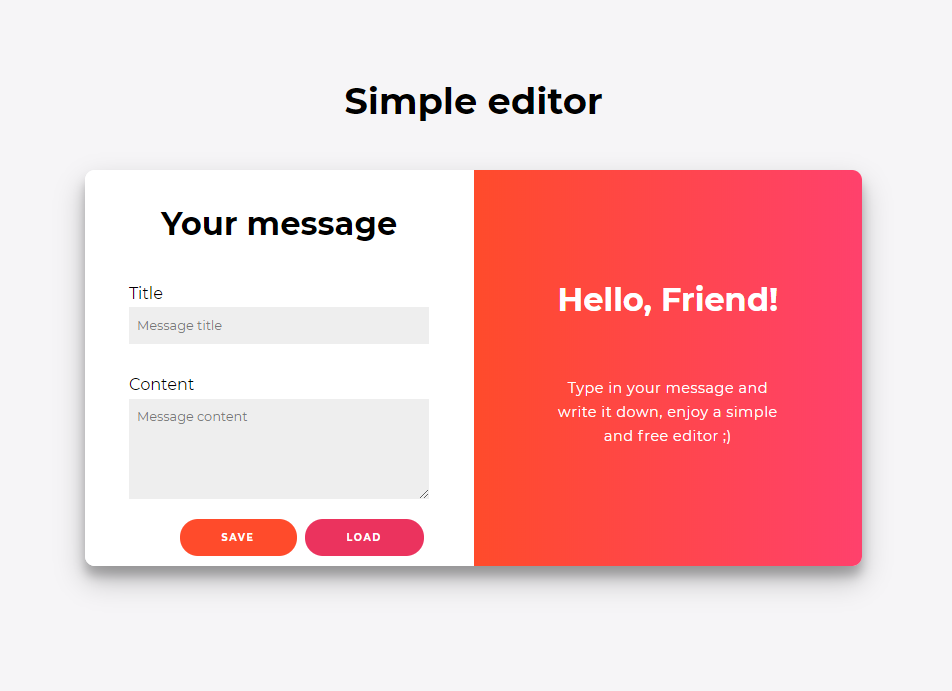 Simple editor
Your message
Title
Message title
Content
Message content
SAVE
LOAD
Hello, Friend!
Type in your message and
write it down, enjoy a simple
and free editor ;)